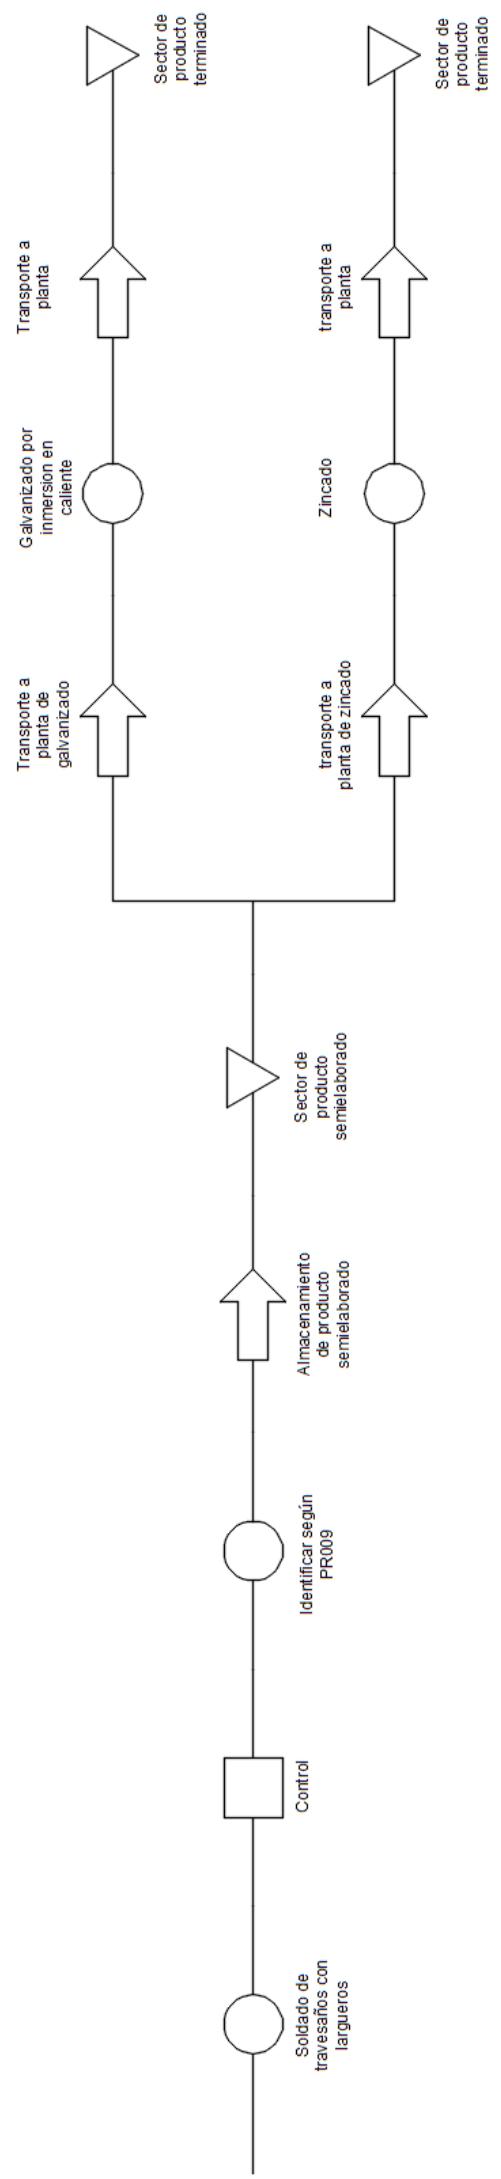 Soldado de
travesaños con
largueros
Control
Identificar según
PR009
Almacenamiento
de producto
semielaborado
Sector de
producto
semielaborado
Transporte a
planta de
galvanizado
Galvanizado por
inmersion en
caliente
Transporte a
planta
Sector de
producto
terminado
transporte a
planta de zincado
Zincado
transporte a
planta
Sector de
producto
terminado